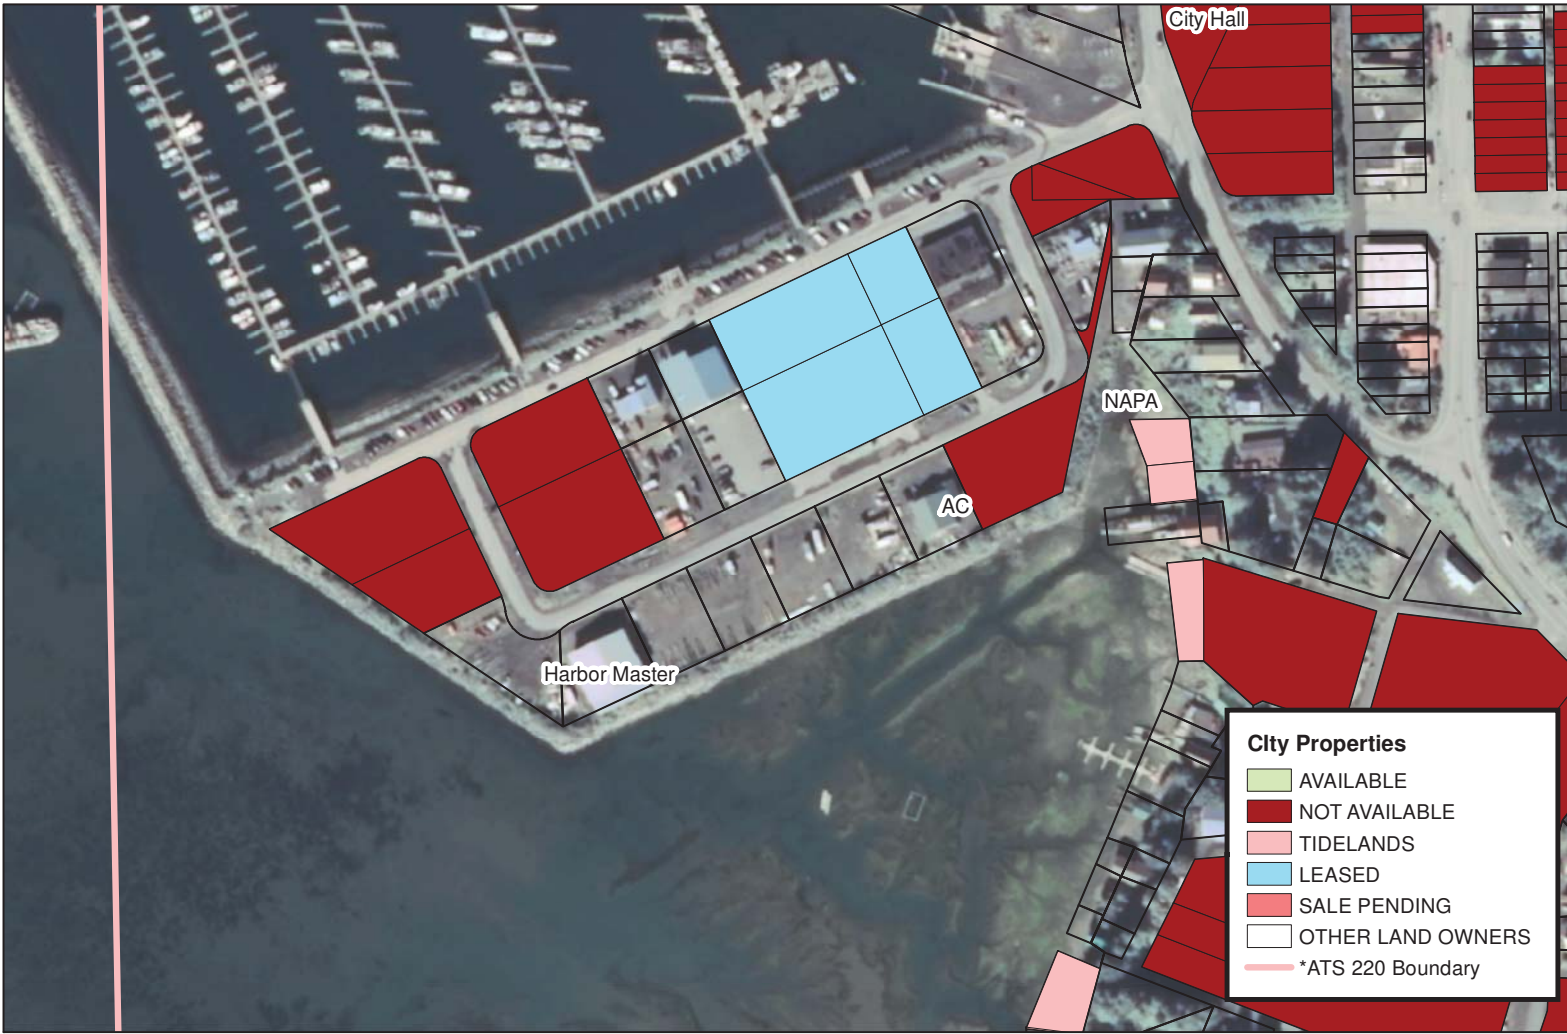 City Hall
NAPA
AC
Harbor Master
CIty Properties
AVAILABLE
NOT AVAILABLE
TIDELANDS
LEASED
SALE PENDING
OTHER LAND OWNERS
*ATS 220 Boundary